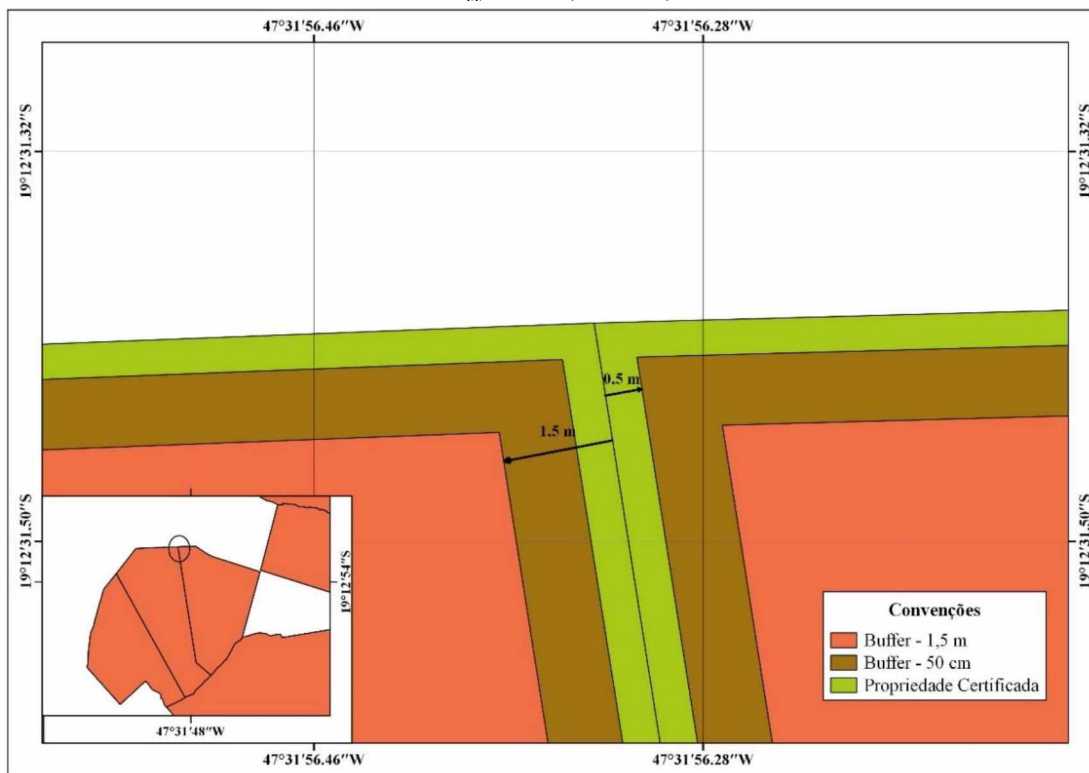 47°31'56.46"W
47°31'56.28"W
19°12'31.32"S
19°12'31.32"S
0,5 m
1,5 m
19°12'31.50"S
19°12'31.50"S
19°12'54"S
47°31'48"W
Convenções
Buffer - 1,5 m
Buffer - 50 cm
Propriedade Certificada
47°31'56.46"W
47°31'56.28"W